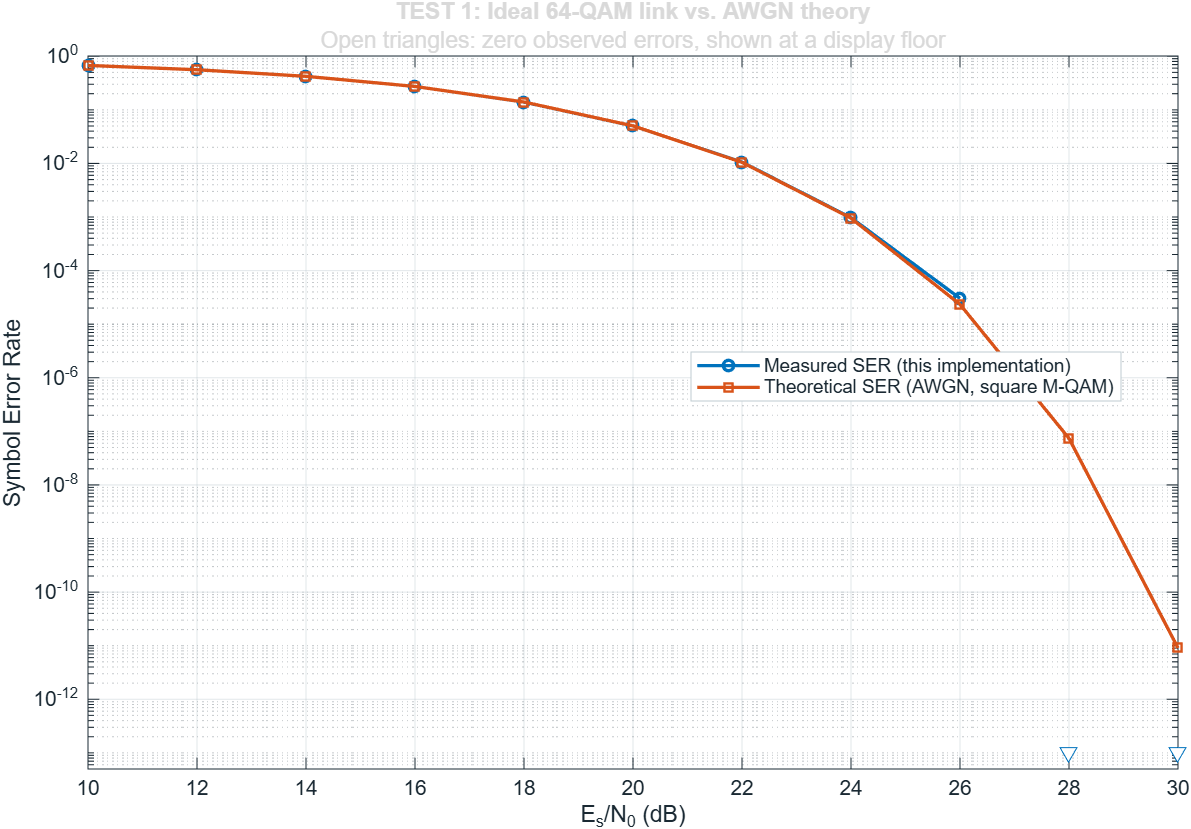 TEST 1: Ideal 64-QAM link vs. AWGN theory
Open triangles: zero observed errors, shown at a display floor
10^0
10^-2
10^-4
10^-6
10^-8
10^-10
10^-12
Symbol Error Rate
Measured SER (this implementation)
Theoretical SER (AWGN, square M-QAM)
10 12 14 16 18 20 22 24 26 28 30
E_s/N_0 (dB)